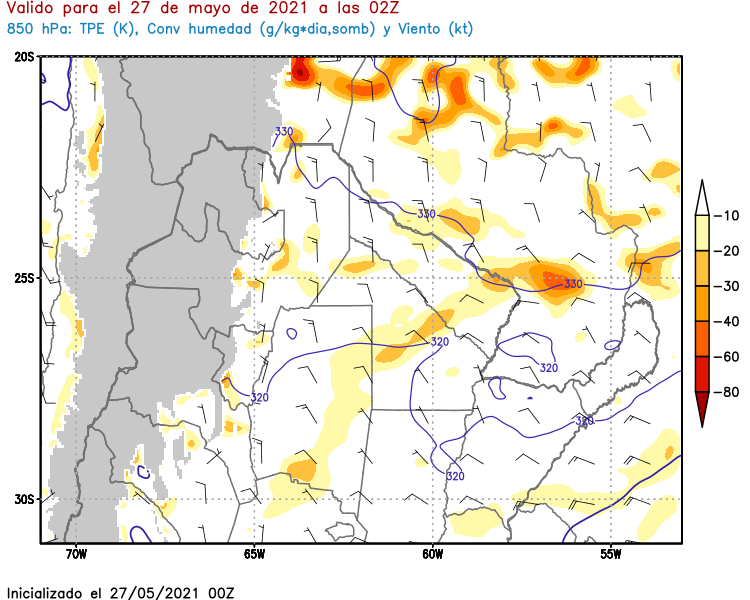 Valido para el 27 de mayo de 2021 a las 02Z
850 hPa: TPE (K), Conv humedad (g/kg*dia,somb) y Viento (kt)
20S
330
330
-10
-20
25S
330
-30
-40
320
320
-60
320
-80
320
320
30S
70W 65W 60W 55W
Inicializado el 27/05/2021 00Z